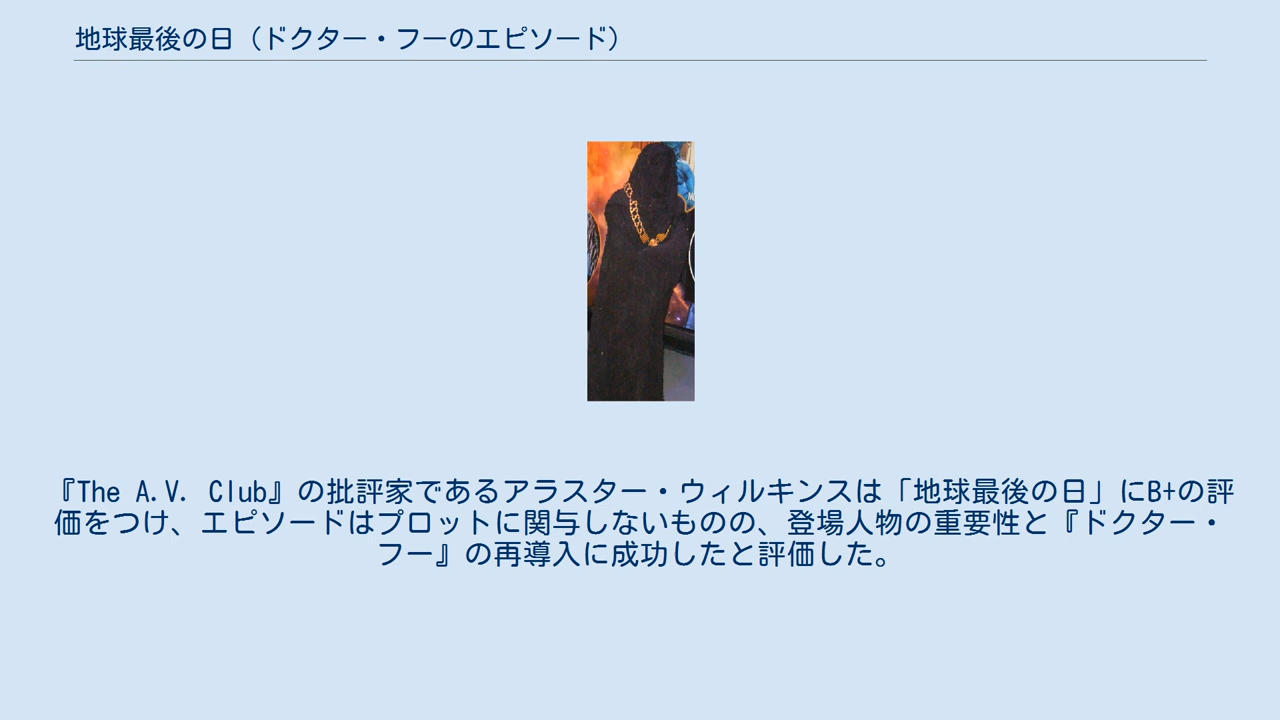 地球最後の日（ドクター・フーのエピソード）
『The A.V. Club』の批評家であるアラスター・ウィルキンスは「地球最後の日」にB+の評
価をつけ、エピソードはプロットに関与しないものの、登場人物の重要性と『ドクター・
フー』の再導入に成功したと評価した。